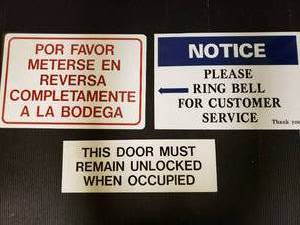 POR FAVOR
METERSE EN
REVERSA
COMPLETAMENTE
A LA BODEGA
NOTICE
PLEASE
RING BELL
FOR CUSTOMER
SERVICE
Thank you
THIS DOOR MUST
REMAIN UNLOCKED
WHEN OCCUPIED